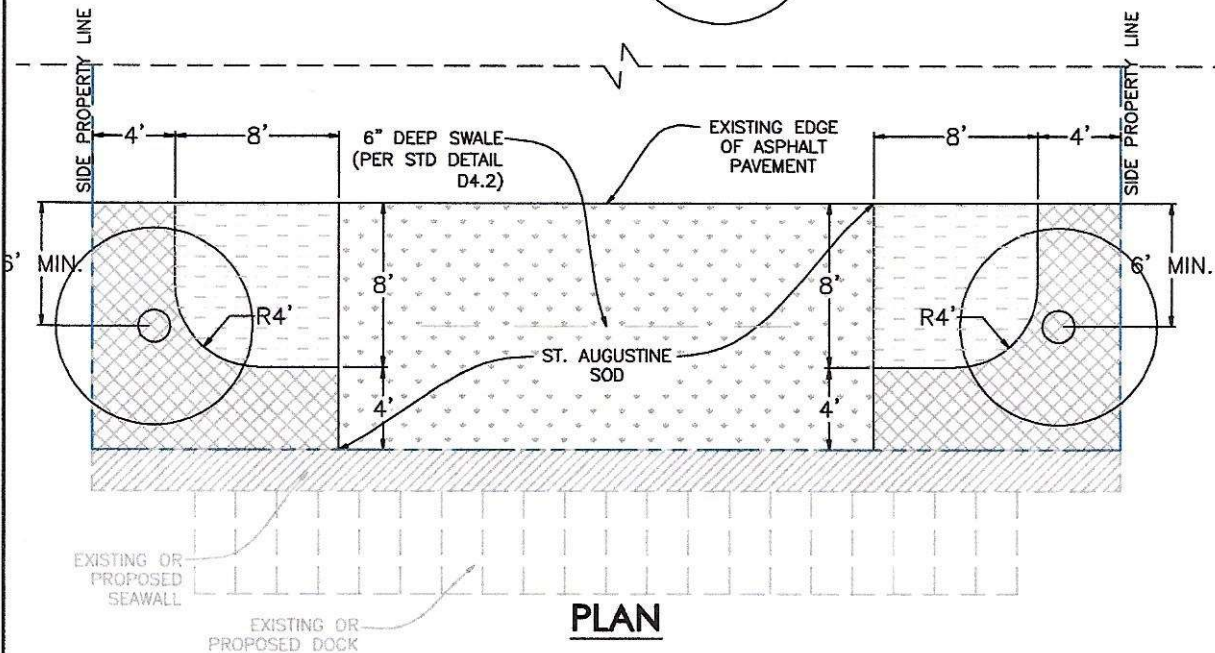 SIDE PROPERTY LINE
SIDE PROPERTY LINE
4'
8'
6" DEEP SWALE
(PER STD DETAIL
D4.2)
EXISTING EDGE
OF ASPHALT
PAVEMENT
8'
4'
6' MIN.
8'
8'
6' MIN.
R4'
R4'
ST. AUGUSTINE
SOD
4'
4'
EXISTING OR
PROPOSED
SEAWALL
EXISTING OR
PROPOSED DOCK
PLAN